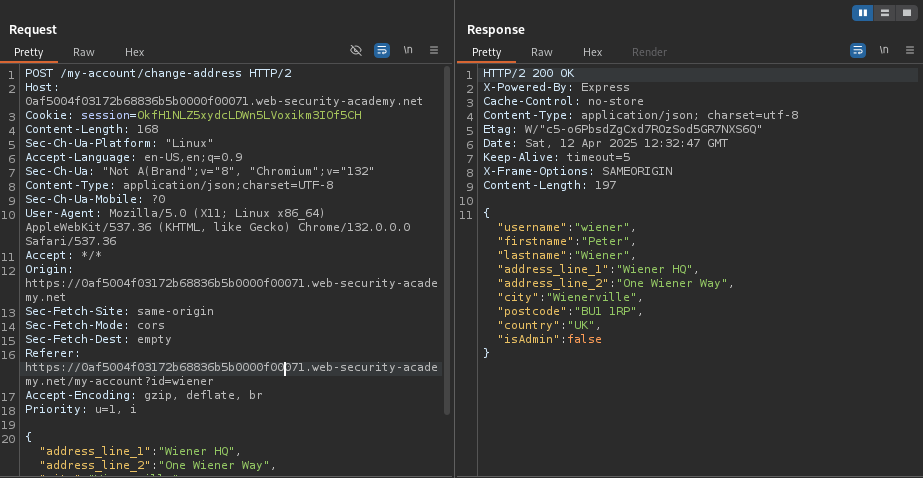 Request
Pretty Raw Hex \n
1 POST /my-account/change-address HTTP/2
2 Host:
0af5004f03172b68836b5b0000f00071.web-security-academy.net
3 Cookie: session=OkfH1NLZ5xydcLDWn5LVoxikm3IOf5CH
4 Content-Length: 168
5 Sec-Ch-Ua-Platform: "Linux"
6 Accept-Language: en-US,en;q=0.9
7 Sec-Ch-Ua: "Not A(Brand";v="8", "Chromium";v="132"
8 Content-Type: application/json;charset=UTF-8
9 Sec-Ch-Ua-Mobile: ?0
10 User-Agent: Mozilla/5.0 (X11; Linux x86_64)
AppleWebKit/537.36 (KHTML, like Gecko) Chrome/132.0.0.0
Safari/537.36
11 Accept: */*
12 Origin:
https://0af5004f03172b68836b5b0000f00071.web-security-acade
my.net
13 Sec-Fetch-Site: same-origin
14 Sec-Fetch-Mode: cors
15 Sec-Fetch-Dest: empty
16 Referer:
https://0af5004f03172b68836b5b0000f00071.web-security-acade
my.net/my-account?id=wiener
17 Accept-Encoding: gzip, deflate, br
18 Priority: u=1, i
19
20 {
"address_line_1":"Wiener HQ",
"address_line_2":"One Wiener Way",
Response
Pretty Raw Hex Render \n
1 HTTP/2 200 OK
2 X-Powered-By: Express
3 Cache-Control: no-store
4 Content-Type: application/json; charset=utf-8
5 Etag: W/"c5-o6PbsdZgCxd7ROzSod5GR7NXS6Q"
6 Date: Sat, 12 Apr 2025 12:32:47 GMT
7 Keep-Alive: timeout=5
8 X-Frame-Options: SAMEORIGIN
9 Content-Length: 197
10
11 {
"username":"wiener",
"firstname":"Peter",
"lastname":"Wiener",
"address_line_1":"Wiener HQ",
"address_line_2":"One Wiener Way",
"city":"Wienerville",
"postcode":"BU1 1RP",
"country":"UK",
"isAdmin":false
}